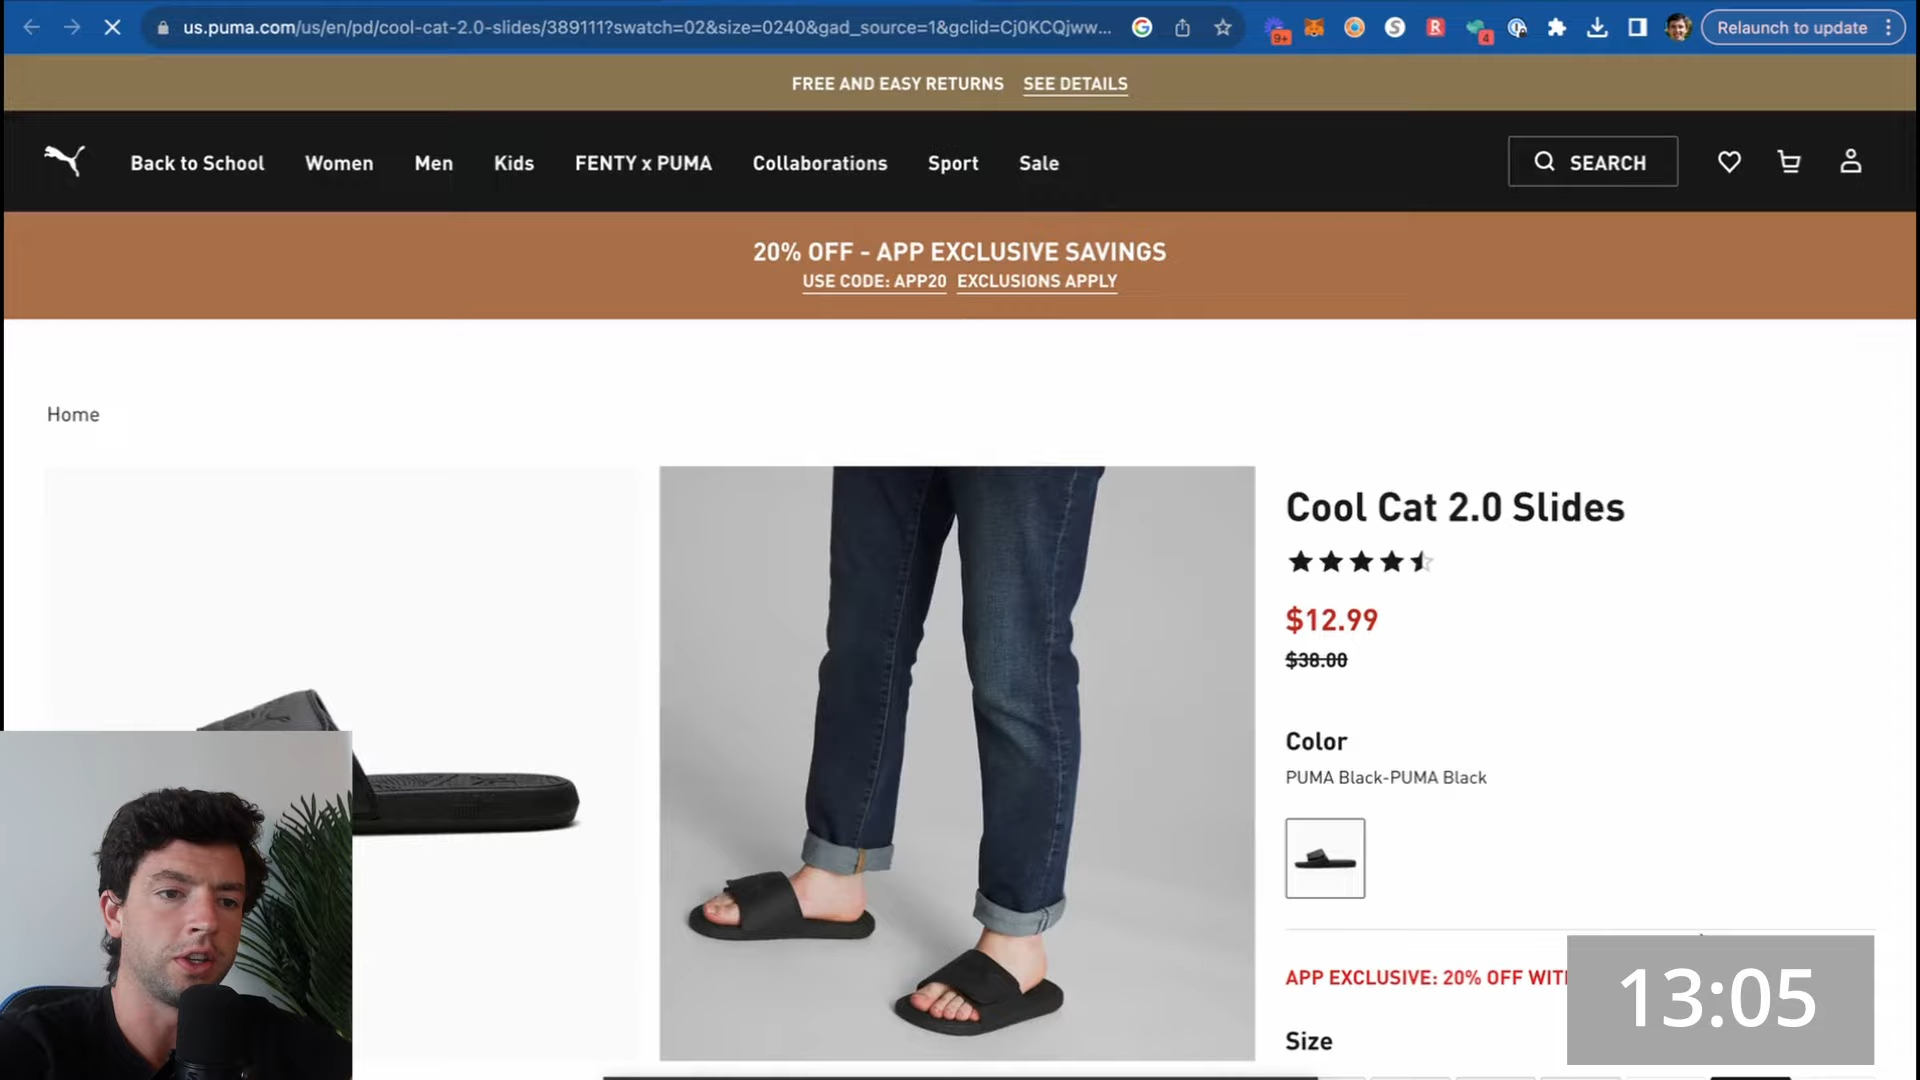 us.puma.com/us/en/pd/cool-cat-2.0-slides/389111?swatch=02&size=0240&gad_source=1&gclid=Cj0KCQjww...
9+
4
Relaunch to update
FREE AND EASY RETURNS SEE DETAILS
Back to School Women Men Kids FENTY x PUMA Collaborations Sport Sale
SEARCH
20% OFF - APP EXCLUSIVE SAVINGS
USE CODE: APP20 EXCLUSIONS APPLY
Home
Cool Cat 2.0 Slides
$12.99
$38.00
Color
PUMA Black-PUMA Black
APP EXCLUSIVE: 20% OFF
13:05
Size